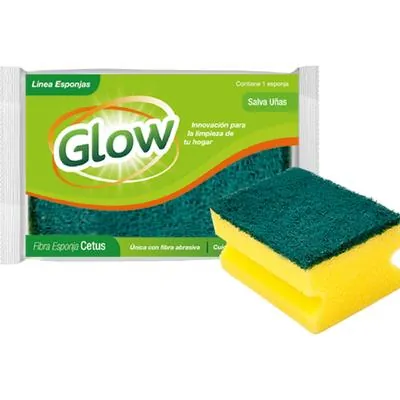 Linea Esponjas
Contiene 1 esponja
Salva Uñas
Glow
Innovación para
la limpieza de
tu hogar
Fibra Esponja Cetus
Única con fibra abrasiva